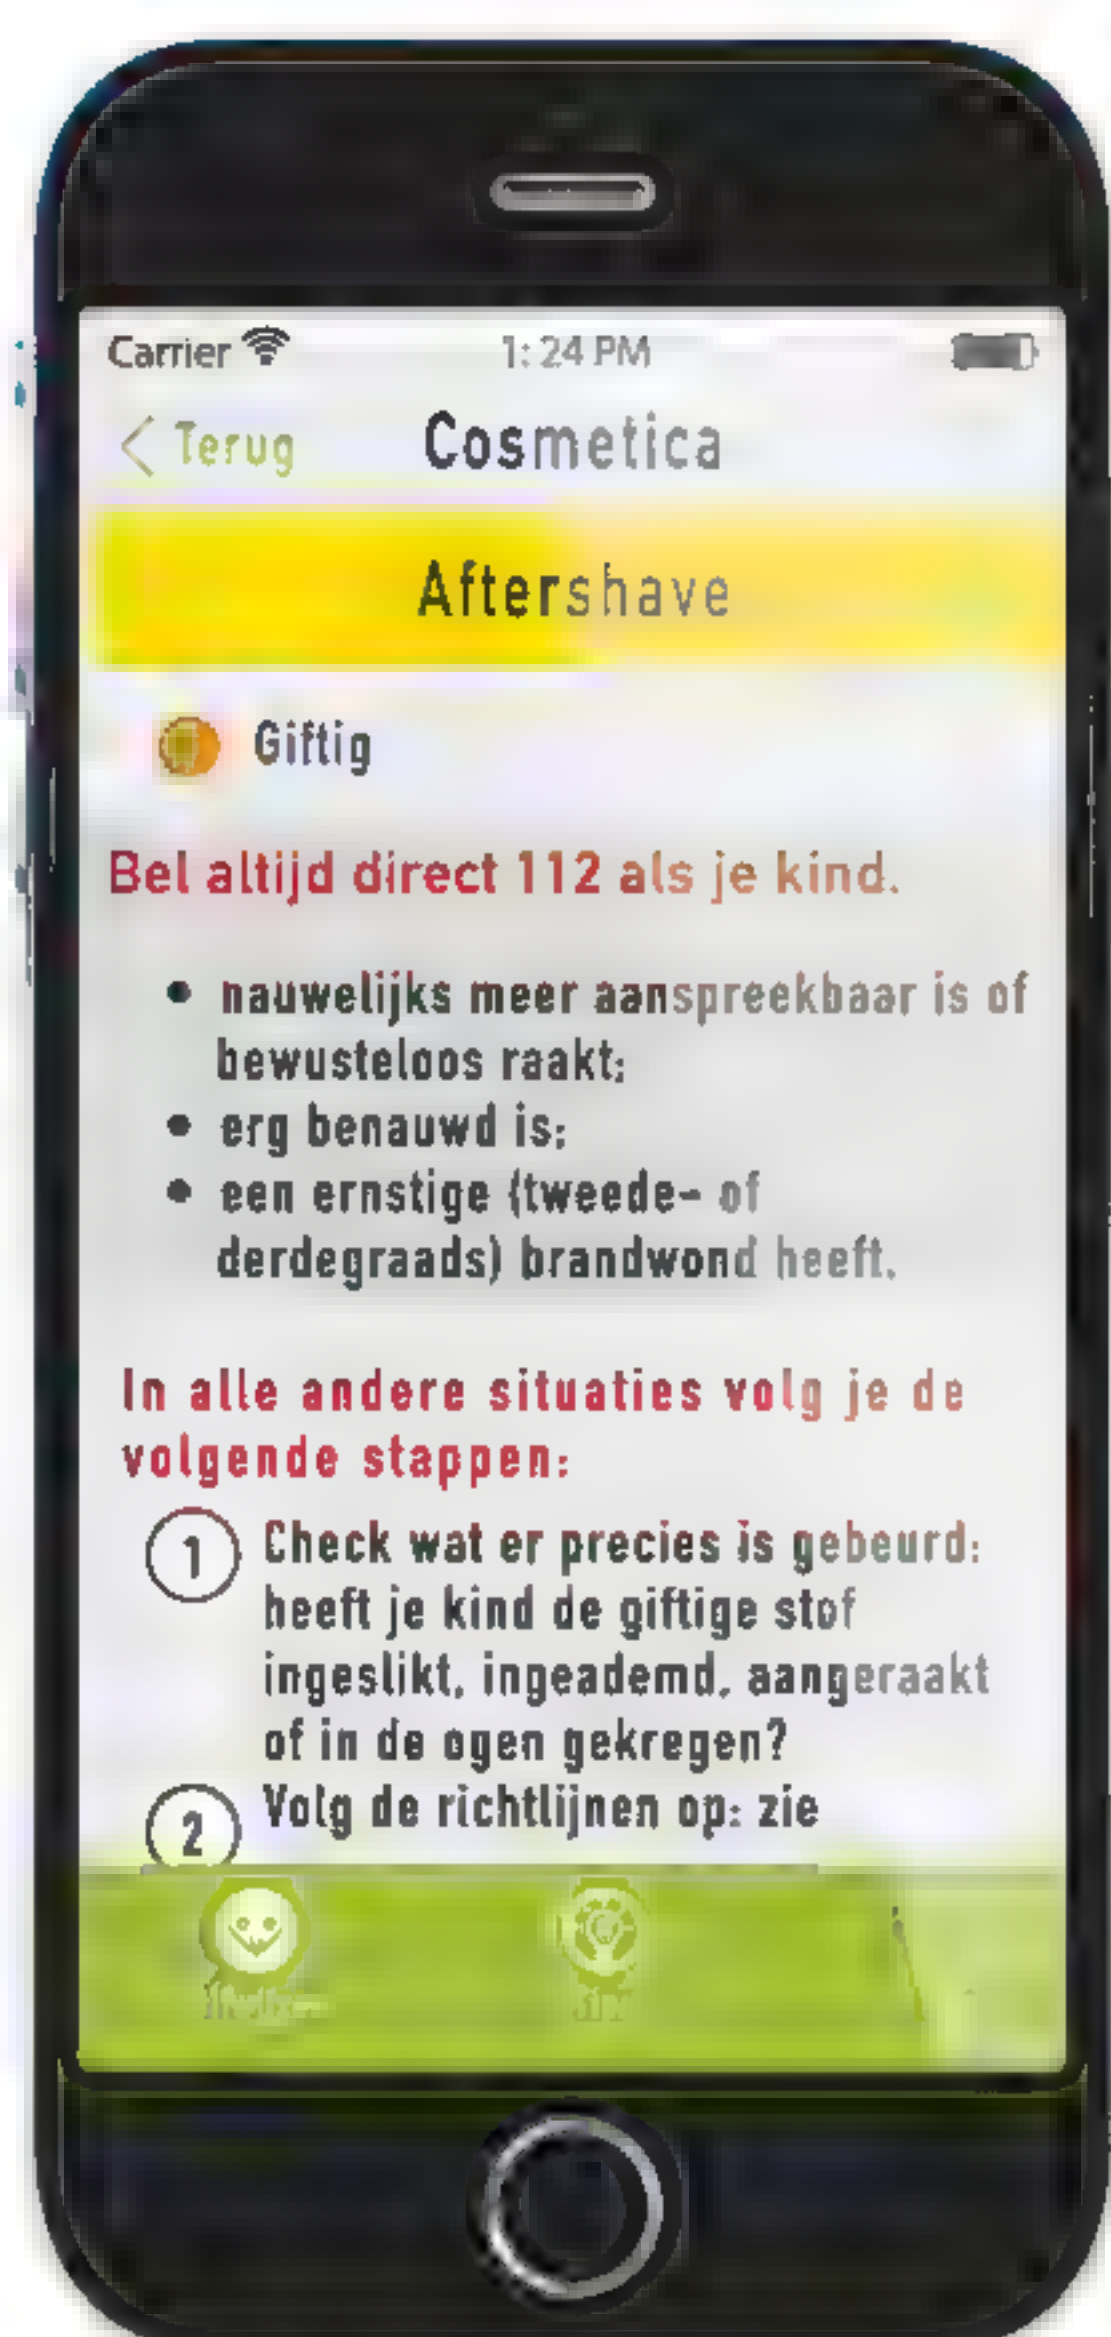 Carrier 1:24 PM
Terug Cosmetica
Aftershave
Giftig
Bel altijd direct 112 als je kind.
• nauwelijks meer aanspreekbaar is of
bewusteloos raakt;
• erg benauwd is;
• een ernstige (tweede- of
derdegraads) brandwond heeft.
In alle andere situaties volg je de
volgende stappen:
1 Check wat er precies is gebeurd:
heeft je kind de giftige stof
ingeslikt, ingeademd, aangeraakt
of in de ogen gekregen?
2 Volg de richtlijnen op: zie